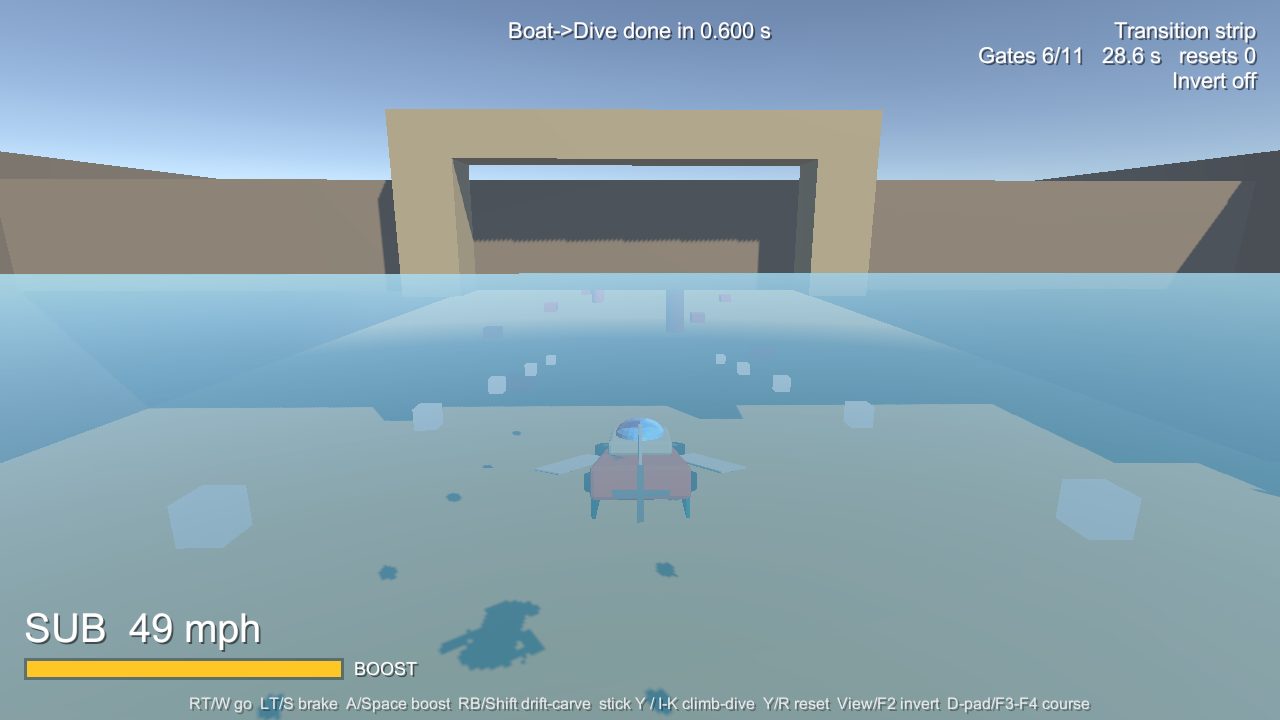 Boat->Dive done in 0.600 s
Transition strip
Gates 6/11 28.6 s resets 0
Invert off
SUB 49 mph
BOOST
RT/W go LT/S brake A/Space boost RB/Shift drift-carve stick Y / I-K climb-dive Y/R reset View/F2 invert D-pad/F3-F4 course